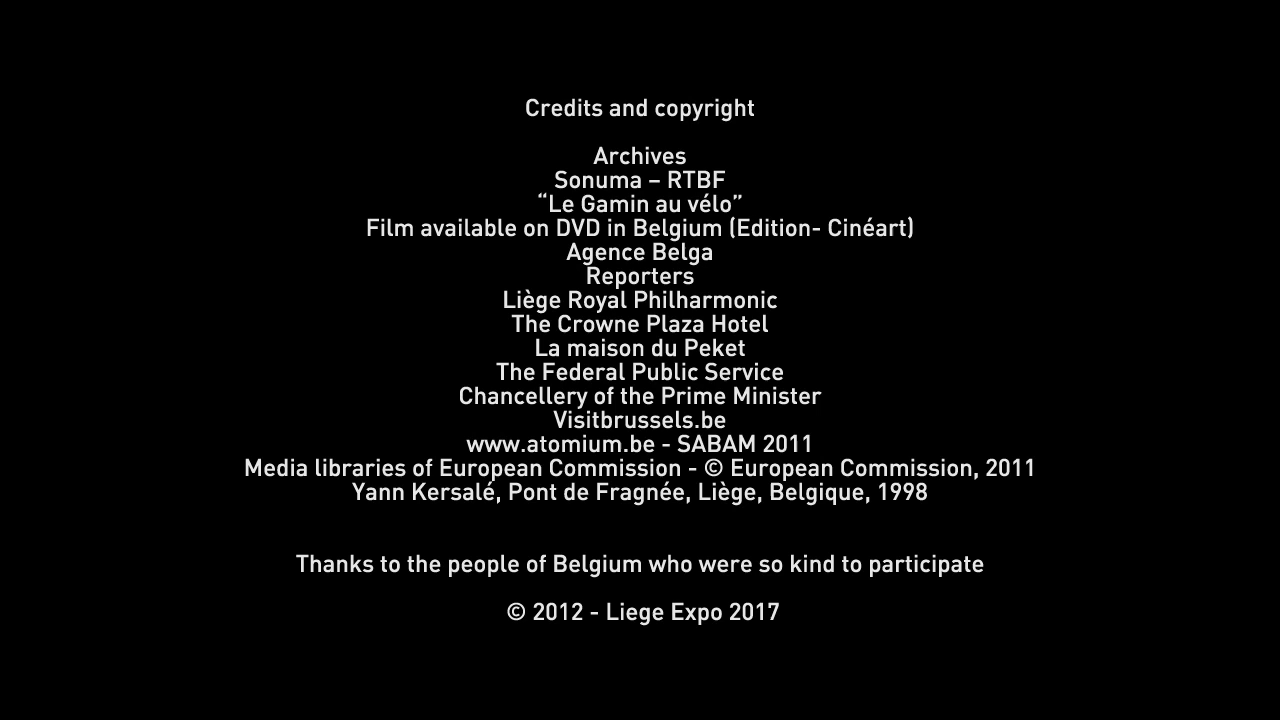 Credits and copyright
Archives
Sonuma – RTBF
“Le Gamin au vélo”
Film available on DVD in Belgium (Edition- Cinéart)
Agence Belga
Reporters
Liège Royal Philharmonic
The Crowne Plaza Hotel
La maison du Peket
The Federal Public Service
Chancellery of the Prime Minister
Visitbrussels.be
www.atomium.be - SABAM 2011
Media libraries of European Commission - © European Commission, 2011
Yann Kersalé, Pont de Fragnée, Liège, Belgique, 1998
Thanks to the people of Belgium who were so kind to participate
© 2012 - Liege Expo 2017